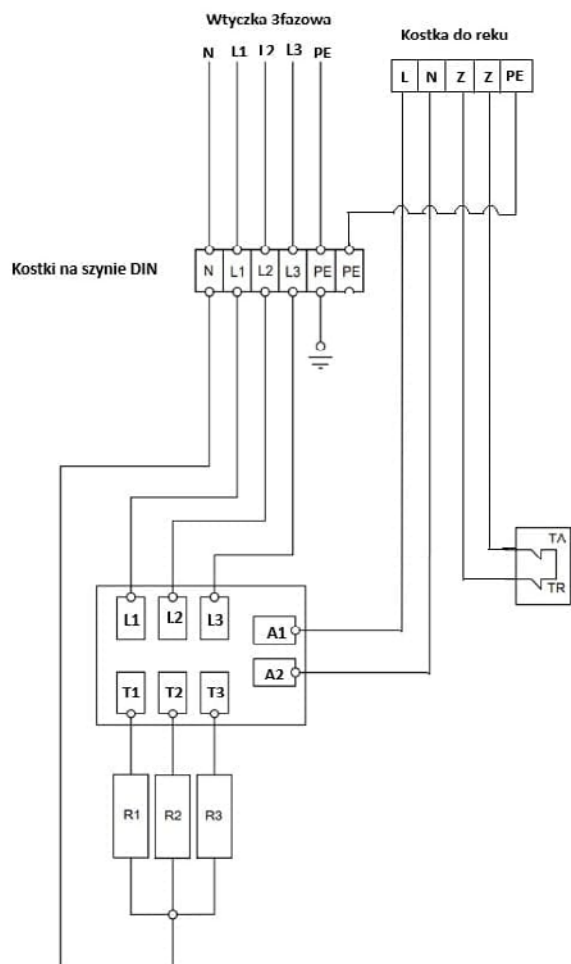 Wtyczka 3fazowa
N L1 L2 L3 PE
Kostka do reku
L N Z Z PE
Kostki na szynie DIN
N L1 L2 L3 PE PE
TA
TR
L1 L2 L3
A1
A2
T1 T2 T3
R1 R2 R3